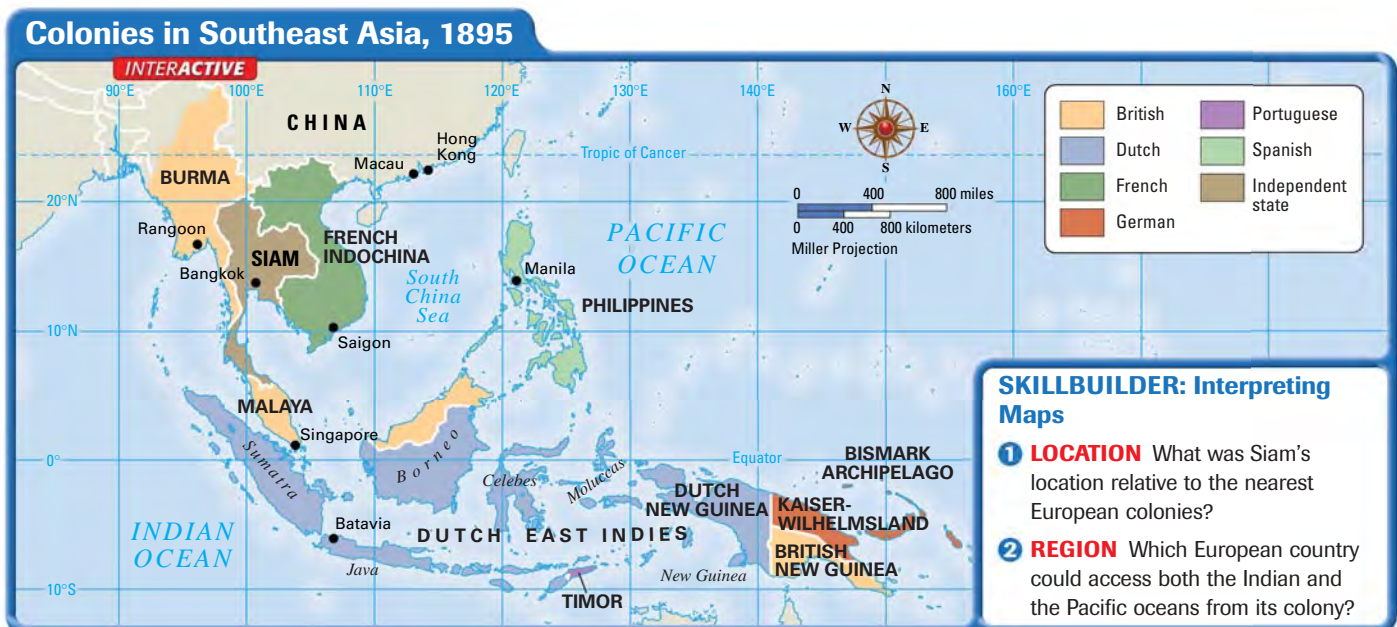 Colonies in Southeast Asia, 1895
INTERACTIVE
90°E
100°E
110°E
120°E
130°E
140°E
150°E
160°E
CHINA
Hong
Kong
Macau
Tropic of Cancer
BURMA
20°N
Rangoon
SIAM
FRENCH
INDOCHINA
Bangkok
South
China
Sea
PACIFIC
OCEAN
Manila
PHILIPPINES
10°N
Saigon
MALAYA
Singapore
Sumatra
Borneo
0°
Equator
Celebes
Moluccas
BISMARK
ARCHIPELAGO
DUTCH
NEW GUINEA
KAISER-
WILHELMSLAND
INDIAN
OCEAN
Batavia
DUTCH EAST INDIES
BRITISH
NEW GUINEA
Java
New Guinea
10°S
TIMOR
N
W
E
S
0 400 800 miles
0 400 800 kilometers
Miller Projection
British
Dutch
French
German
Portuguese
Spanish
Independent
state
SKILLBUILDER: Interpreting
Maps
1 LOCATION What was Siam's
location relative to the nearest
European colonies?
2 REGION Which European country
could access both the Indian and
the Pacific oceans from its colony?